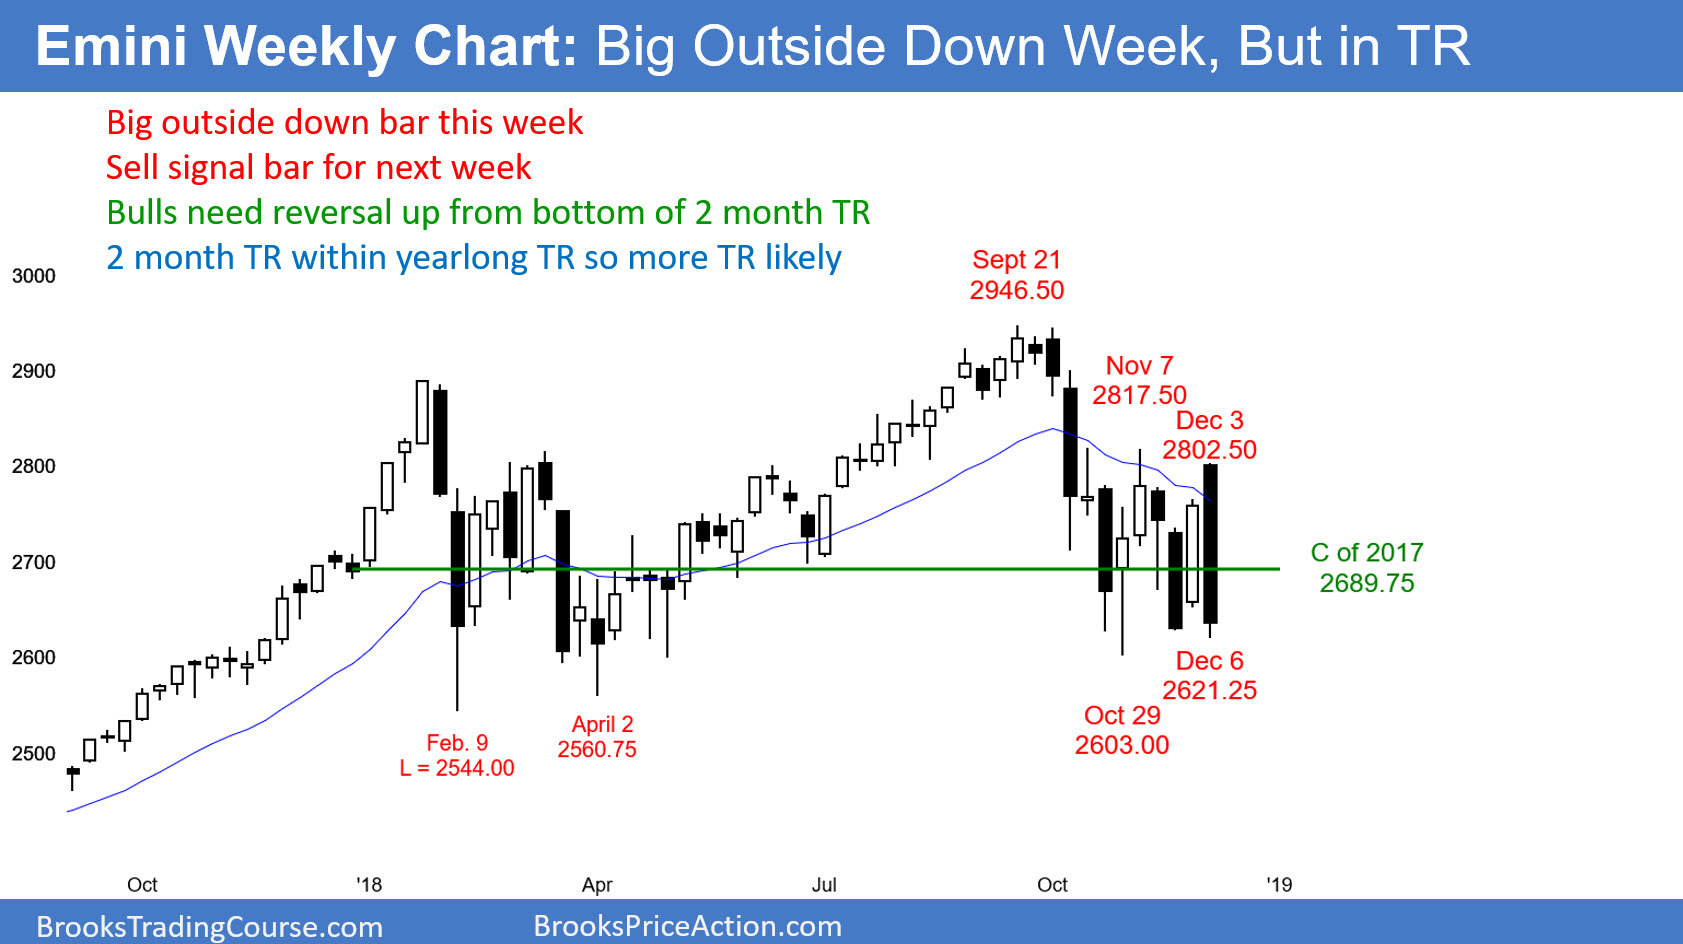 Emini Weekly Chart: Big Outside Down Week, But in TR
Big outside down bar this week
Sell signal bar for next week
Bulls need reversal up from bottom of 2 month TR
2 month TR within yearlong TR so more TR likely
3000
2900
2800
2700
2600
2500
Sept 21
2946.50
Nov 7
2817.50
Dec 3
2802.50
C of 2017
2689.75
Dec 6
2621.25
Oct 29
2603.00
April 2
2560.75
Feb. 9
L = 2544.00
Oct
'18
Apr
Jul
Oct
'19
BrooksTradingCourse.com
BrooksPriceAction.com